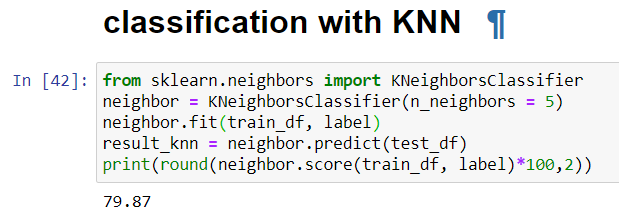 classification with KNN ¶
In [42]: from sklearn.neighbors import KNeighborsClassifier
neighbor = KNeighborsClassifier(n_neighbors = 5)
neighbor.fit(train_df, label)
result_knn = neighbor.predict(test_df)
print(round(neighbor.score(train_df, label)*100,2))
79.87